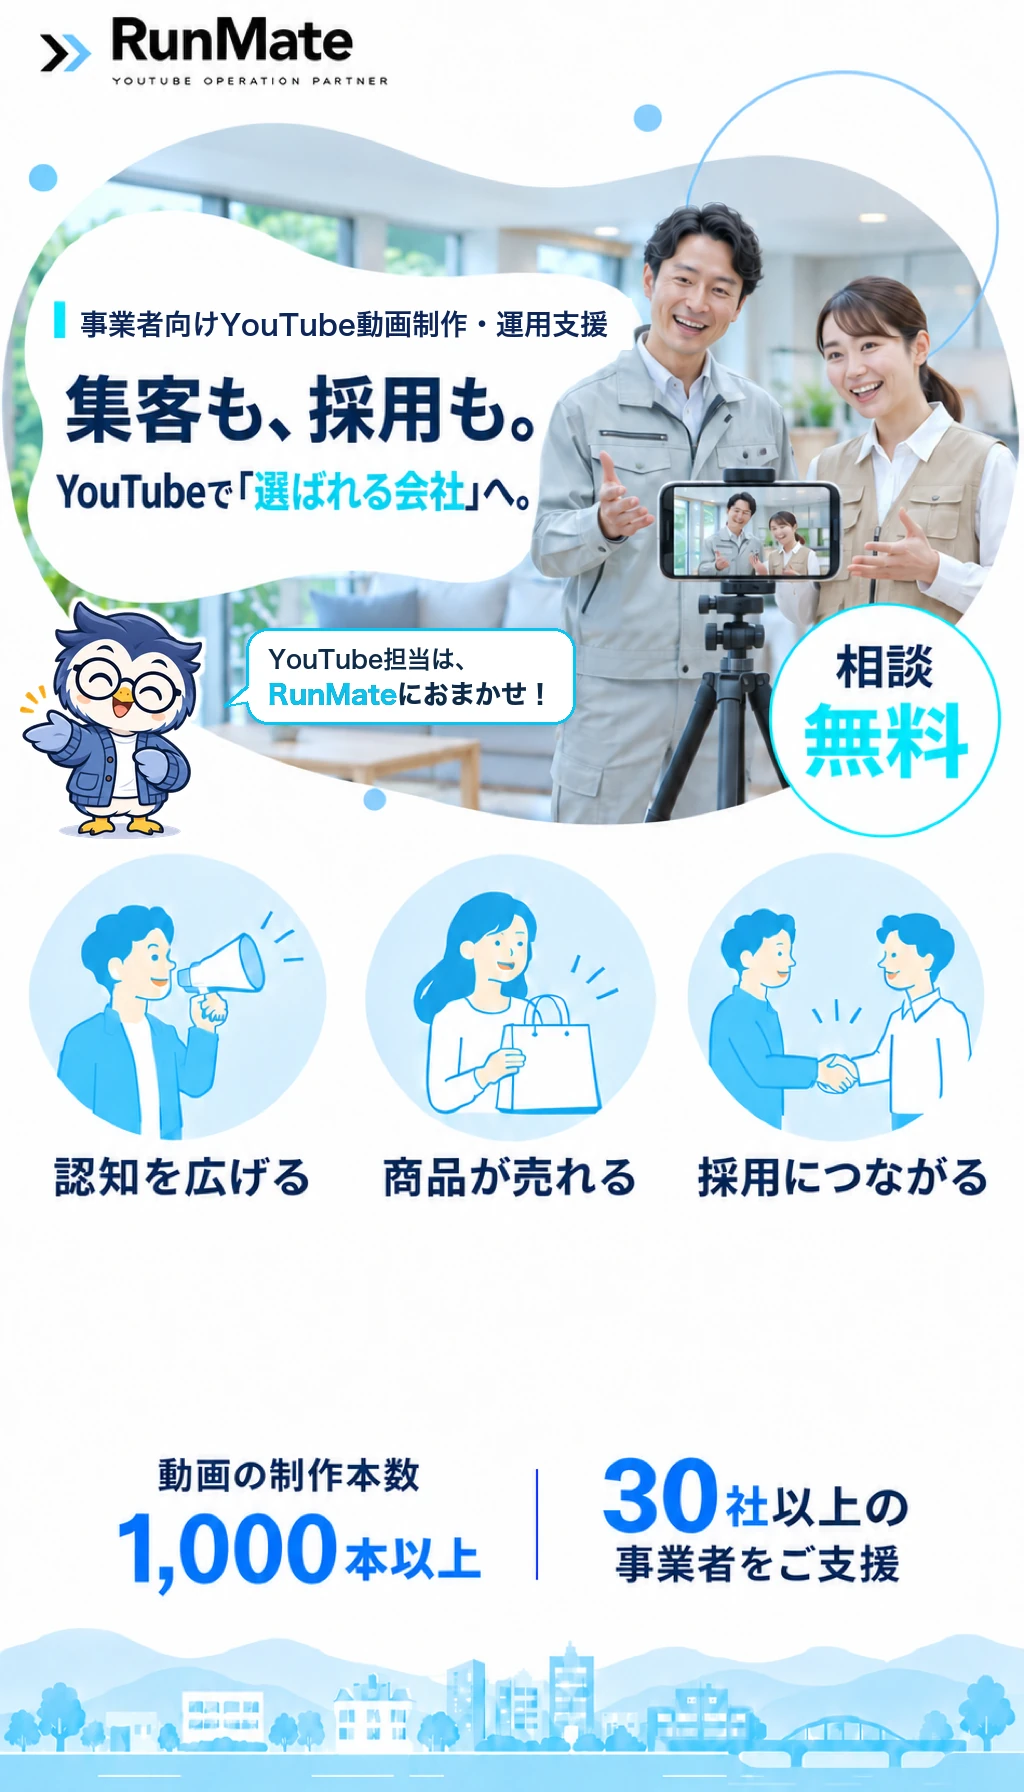 RunMate
YOUTUBE OPERATION PARTNER
事業者向けYouTube動画制作・運用支援
集客も、採用も。
YouTubeで「選ばれる会社」へ。
YouTube担当は、
RunMateにおまかせ！
相談
無料
認知を広げる
商品が売れる
採用につながる
動画の制作本数
1,000本以上
30社以上の
事業者をご支援